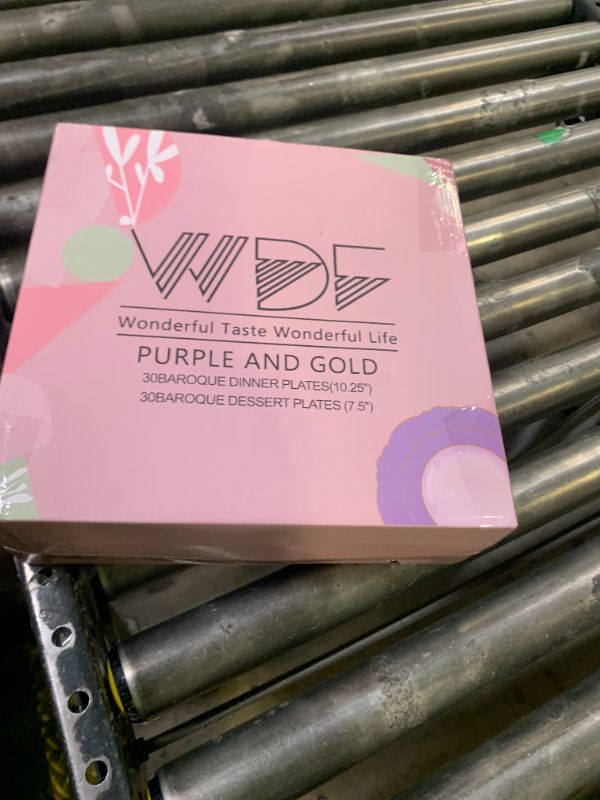 WDF
Wonderful Taste Wonderful Life
PURPLE AND GOLD
30BAROQUE DINNER PLATES(10.25")
30BAROQUE DESSERT PLATES (7.5")